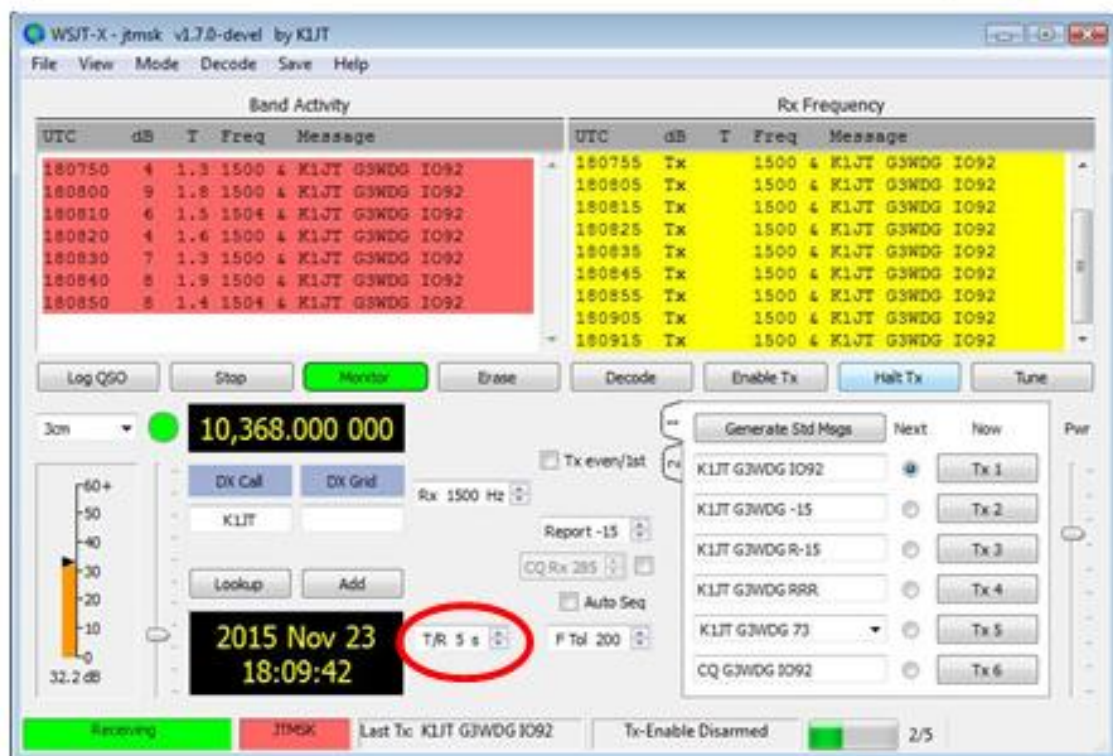 WSJT-X - jtmsk v1.7.0-devel by K1JT
File View Mode Decode Save Help
Band Activity
UTC dB T Freq Message
180750 4 1.3 1500 & K1JT G3WDG IO92
180800 9 1.8 1500 & K1JT G3WDG IO92
180810 6 1.5 1504 & K1JT G3WDG IO92
180820 4 1.6 1500 & K1JT G3WDG IO92
180830 7 1.3 1500 & K1JT G3WDG IO92
180840 8 1.9 1500 & K1JT G3WDG IO92
180850 8 1.4 1504 & K1JT G3WDG IO92
Rx Frequency
UTC dB T Freq Message
180755 Tx 1500 & K1JT G3WDG IO92
180805 Tx 1500 & K1JT G3WDG IO92
180815 Tx 1500 & K1JT G3WDG IO92
180825 Tx 1500 & K1JT G3WDG IO92
180835 Tx 1500 & K1JT G3WDG IO92
180845 Tx 1500 & K1JT G3WDG IO92
180855 Tx 1500 & K1JT G3WDG IO92
180905 Tx 1500 & K1JT G3WDG IO92
180915 Tx 1500 & K1JT G3WDG IO92
Log QSO Stop Monitor Erase Decode Enable Tx Halt Tx Tune
3cm
10,368.000 000
60+
50
40
30
20
10
0
32.2 dB
DX Call DX Grid
K1JT
Lookup Add
2015 Nov 23
18:09:42
Tx even/1st
Rx 1500 Hz
Report -15
CQ Rx 285
Auto Seq
T/R 5 s
F Tol 200
1
2
Generate Std Msgs Next Now Pwr
K1JT G3WDG IO92 Tx 1
K1JT G3WDG -15 Tx 2
K1JT G3WDG R-15 Tx 3
K1JT G3WDG RRR Tx 4
K1JT G3WDG 73 Tx 5
CQ G3WDG IO92 Tx 6
Receiving JTMSK Last Tx: K1JT G3WDG IO92 Tx-Enable Disarmed 2/5